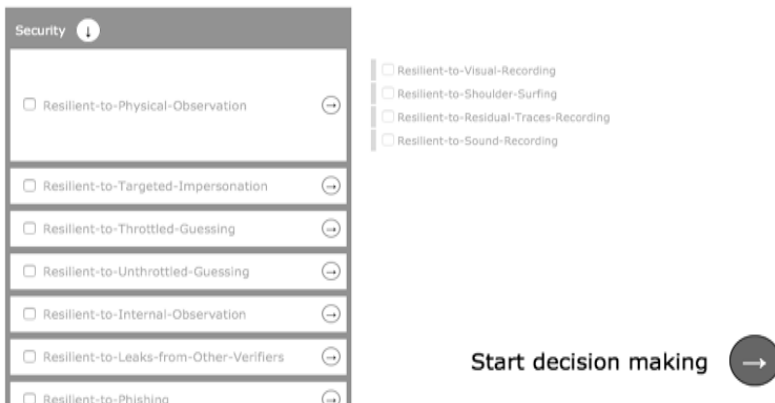 Security ↓
Resilient-to-Physical-Observation →
Resilient-to-Visual-Recording
Resilient-to-Shoulder-Surfing
Resilient-to-Residual-Traces-Recording
Resilient-to-Sound-Recording
Resilient-to-Targeted-Impersonation →
Resilient-to-Throttled-Guessing →
Resilient-to-Unthrottled-Guessing →
Resilient-to-Internal-Observation →
Resilient-to-Leaks-from-Other-Verifiers →
Resilient-to-Phishing →
Start decision making →